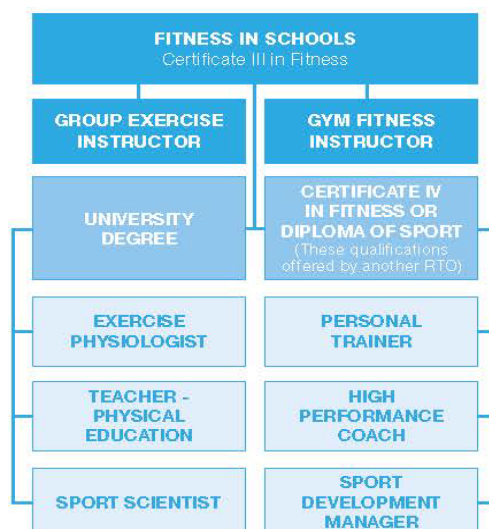 FITNESS IN SCHOOLS
Certificate III in Fitness
GROUP EXERCISE
INSTRUCTOR
GYM FITNESS
INSTRUCTOR
UNIVERSITY
DEGREE
CERTIFICATE IV
IN FITNESS OR
DIPLOMA OF SPORT
(These qualifications
offered by another RTO)
EXERCISE
PHYSIOLOGIST
PERSONAL
TRAINER
TEACHER -
PHYSICAL
EDUCATION
HIGH
PERFORMANCE
COACH
SPORT SCIENTIST
SPORT
DEVELOPMENT
MANAGER